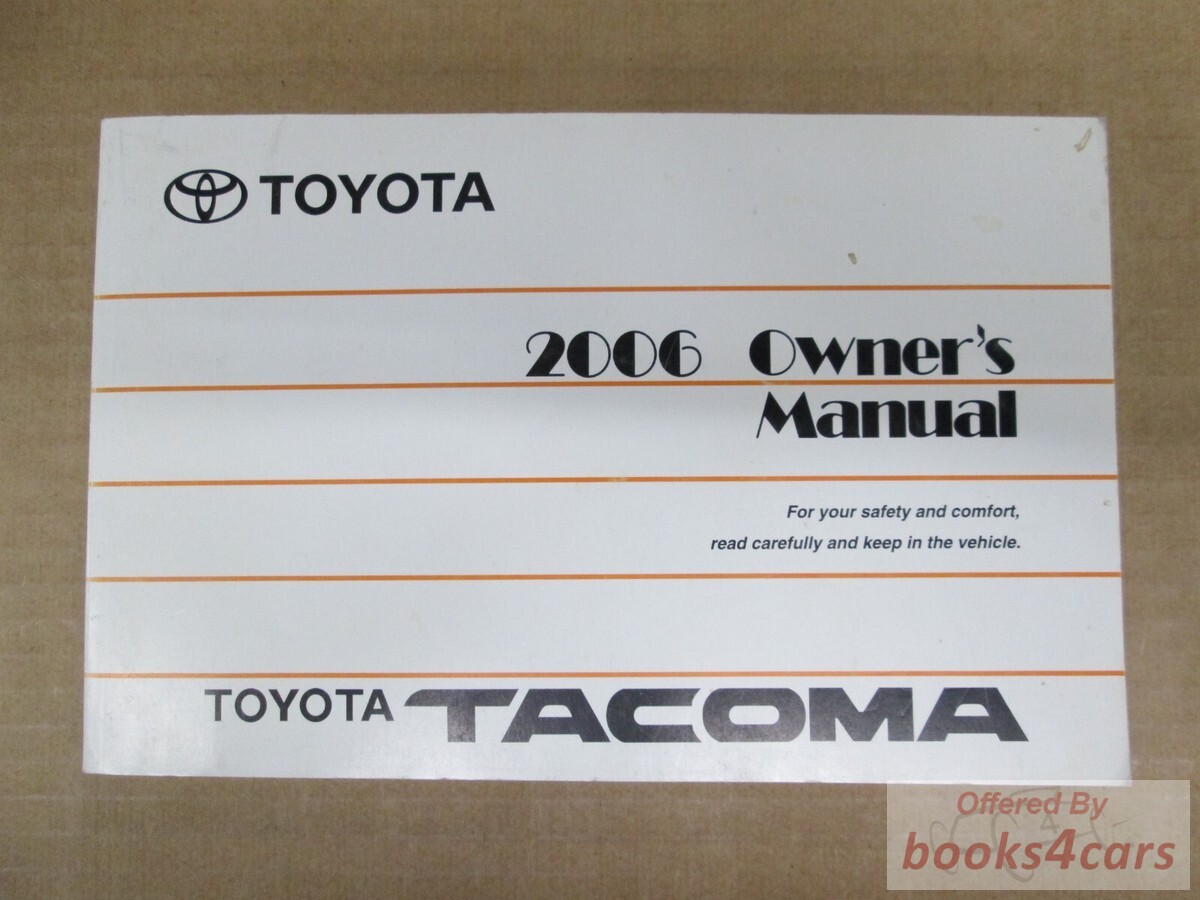 TOYOTA
2006 Owner's
Manual
For your safety and comfort,
read carefully and keep in the vehicle.
TOYOTA TACOMA
Offered By
books4cars